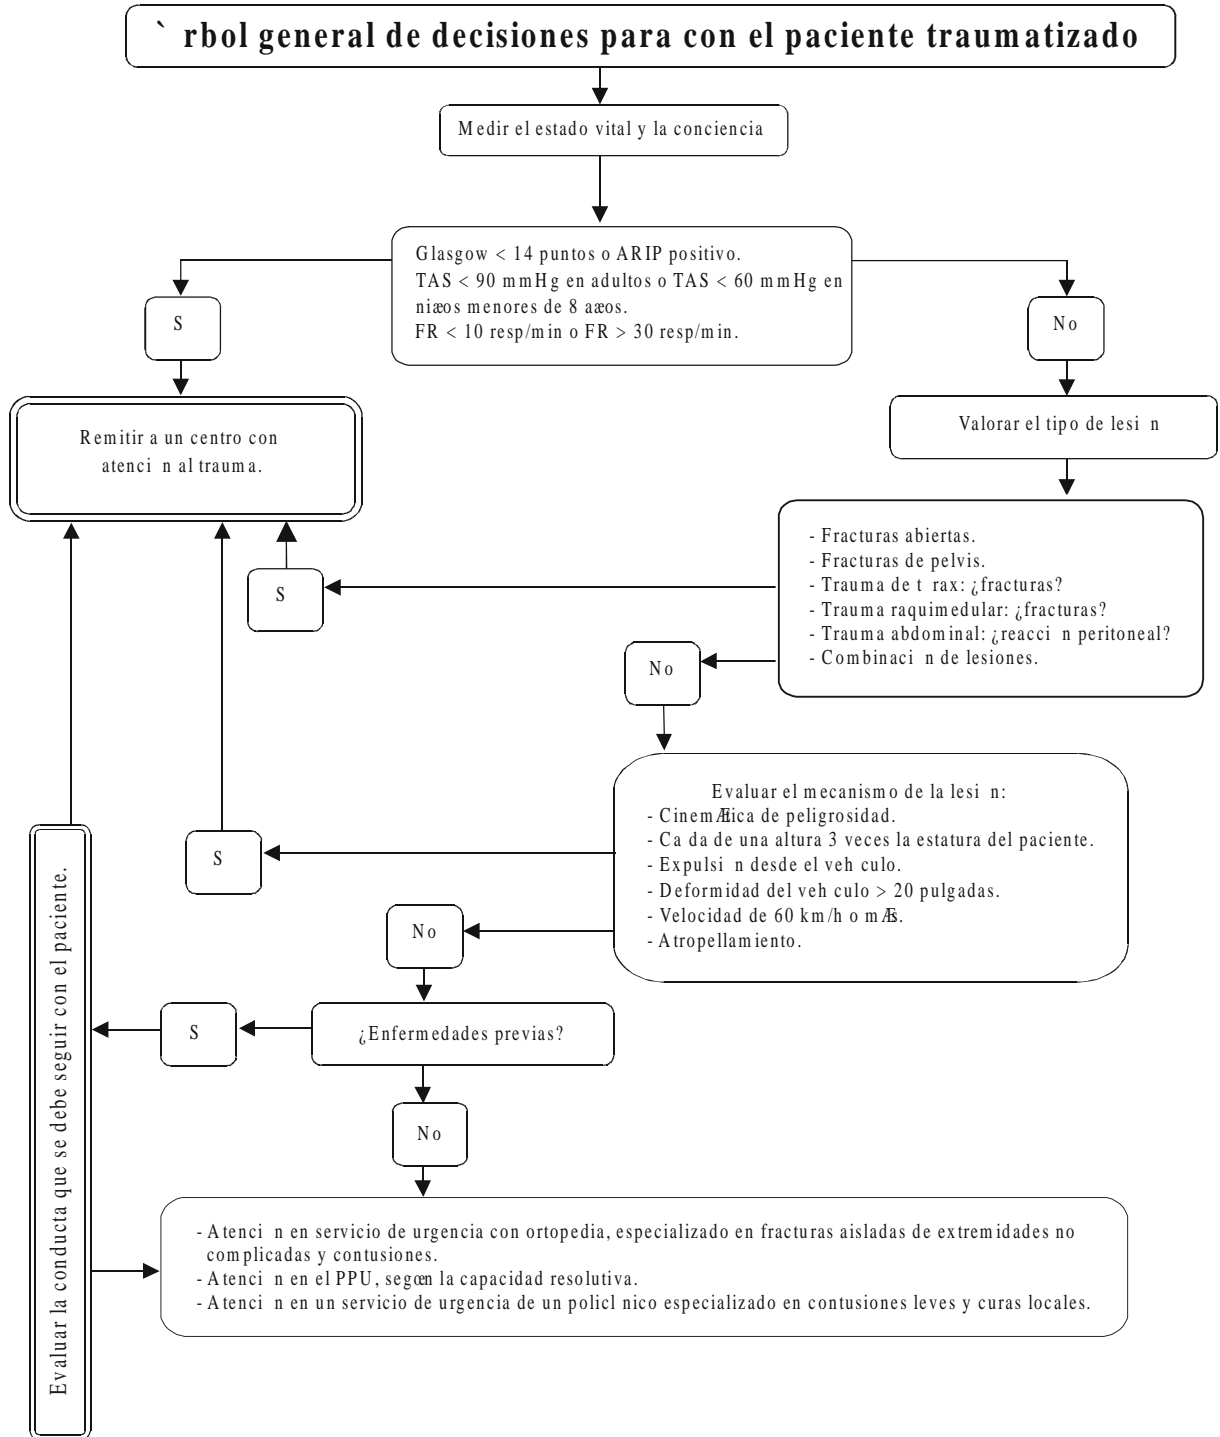 ` rbol general de decisiones para con el paciente traumatizado
Medir el estado vital y la conciencia
Glasgow < 14 puntos o ARIP positivo.
TAS < 90 mmHg en adultos o TAS < 60 mmHg en
niæos menores de 8 aæos.
FR < 10 resp/min o FR > 30 resp/min.
S
No
Remitir a un centro con
atenci n al trauma.
Valorar el tipo de lesi n
- Fracturas abiertas.
- Fracturas de pelvis.
- Trauma de t rax: ¿fracturas?
- Trauma raquimedular: ¿fracturas?
- Trauma abdominal: ¿reacci n peritoneal?
- Combinaci n de lesiones.
S
No
Evaluar el mecanismo de la lesi n:
- CinemÆtica de peligrosidad.
- Ca da de una altura 3 veces la estatura del paciente.
- Expulsi n desde el veh culo.
- Deformidad del veh culo > 20 pulgadas.
- Velocidad de 60 km/h o mÆs.
- Atropellamiento.
S
No
¿Enfermedades previas?
S
No
Evaluar la conducta que se debe seguir con el paciente.
- Atenci n en servicio de urgencia con ortopedia, especializado en fracturas aisladas de extremidades no
complicadas y contusiones.
- Atenci n en el PPU, segœn la capacidad resolutiva.
- Atenci n en un servicio de urgencia de un policl nico especializado en contusiones leves y curas locales.